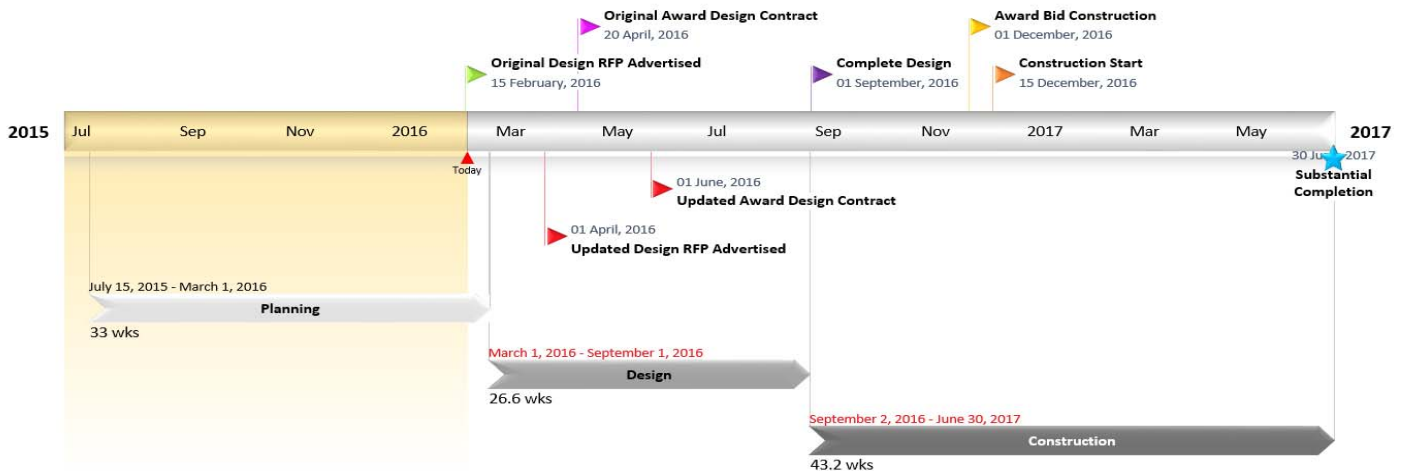 Original Award Design Contract
20 April, 2016
Award Bid Construction
01 December, 2016
Original Design RFP Advertised
15 February, 2016
Complete Design
01 September, 2016
Construction Start
15 December, 2016
2015 Jul Sep Nov 2016 Mar May Jul Sep Nov 2017 Mar May 2017
Today
30 Ju 2017
Substantial
Completion
01 June, 2016
Updated Award Design Contract
01 April, 2016
Updated Design RFP Advertised
July 15, 2015 - March 1, 2016
Planning
33 wks
March 1, 2016 - September 1, 2016
Design
26.6 wks
September 2, 2016 - June 30, 2017
Construction
43.2 wks